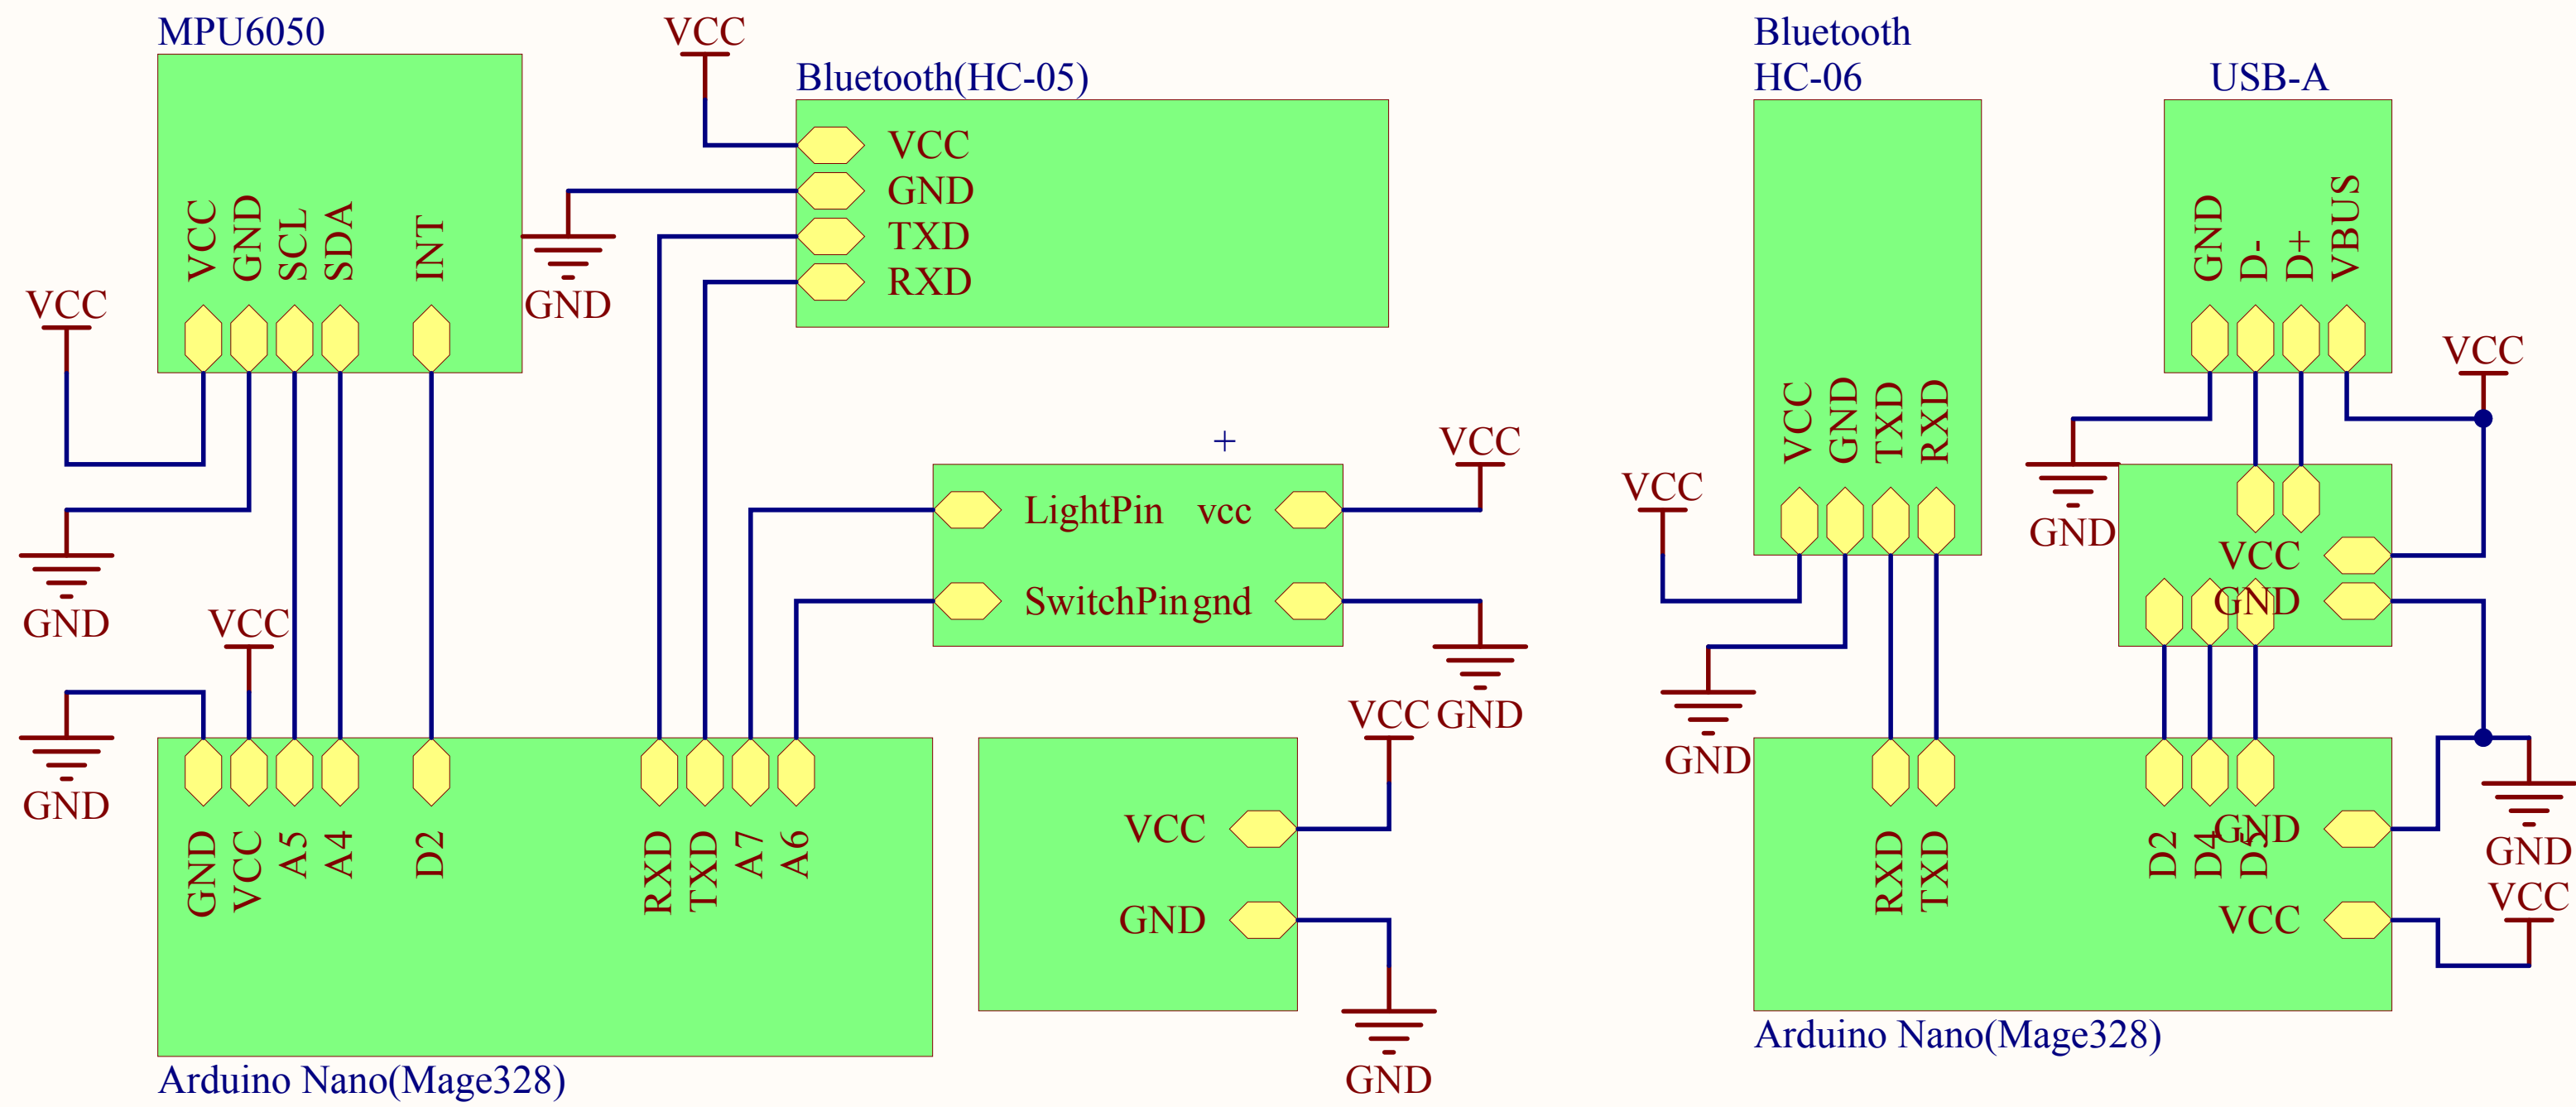 MPU6050
VCC
GND
SCL
SDA
INT
VCC
GND
VCC
GND
GND
VCC
A5
A4
D2
RXD
TXD
A7
A6
Arduino Nano(Mage328)
VCC
Bluetooth(HC-05)
VCC
GND
TXD
RXD
GND
+
LightPin vcc
SwitchPin gnd
VCC
GND
VCC
VCC
GND
GND
Bluetooth
HC-06
VCC
GND
TXD
RXD
VCC
GND
USB-A
GND
D-
D+
VBUS
VCC
GND
VCC
GND
RXD
TXD
D2
D4
D5
GND
VCC
GND
VCC
Arduino Nano(Mage328)